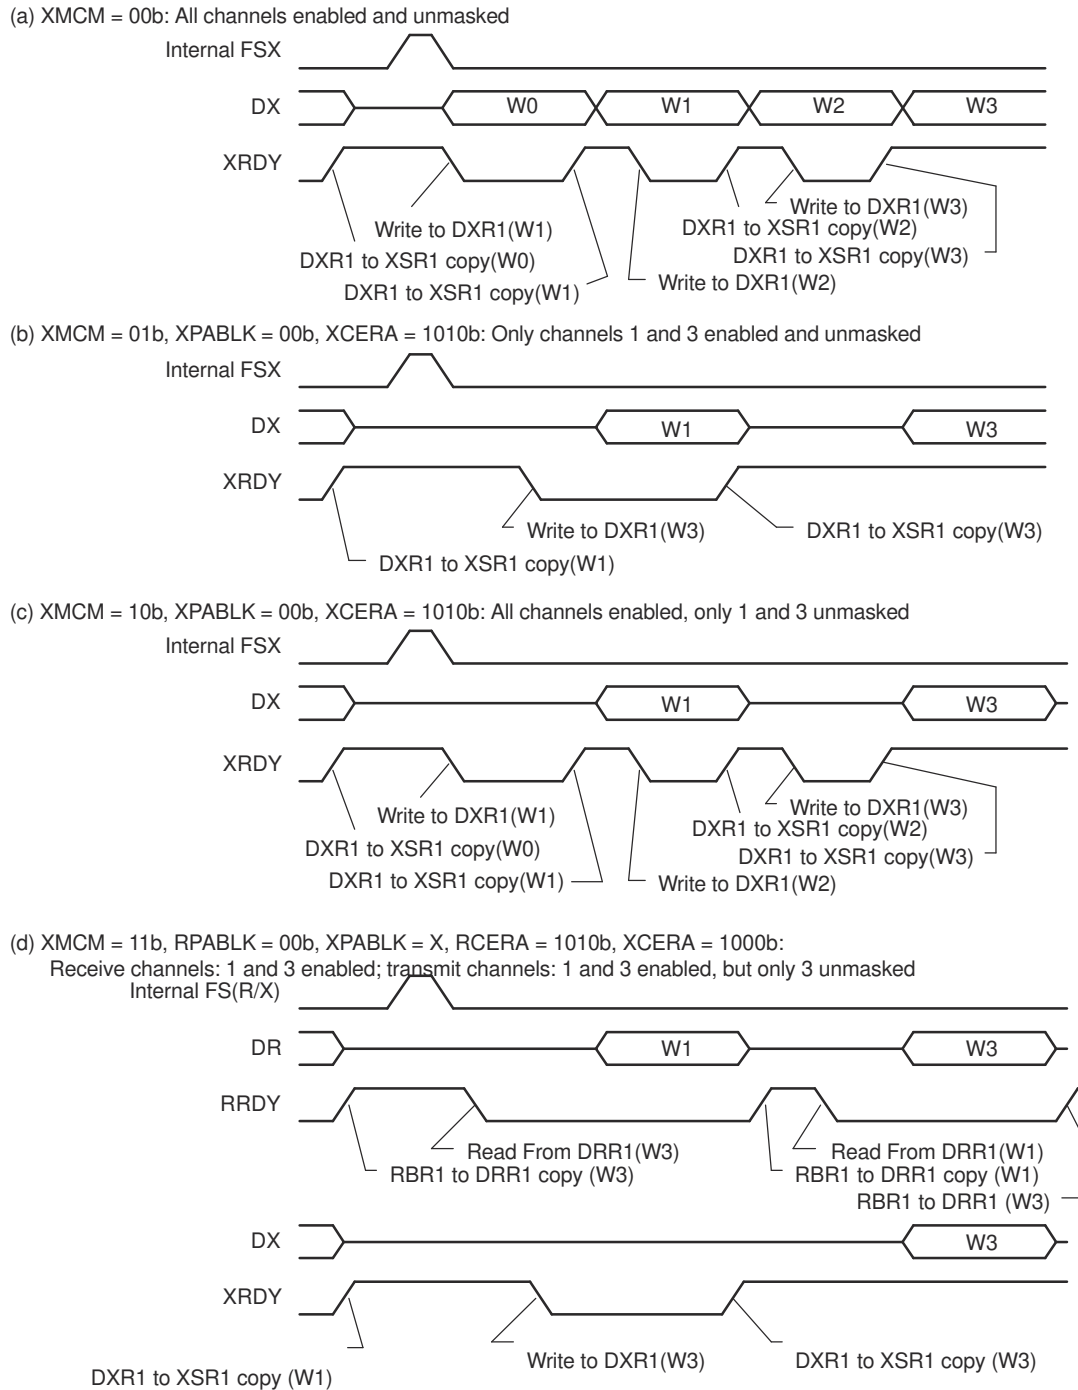 (a) XMCM = 00b: All channels enabled and unmasked
Internal FSX
DX W0 W1 W2 W3
XRDY
Write to DXR1(W3)
Write to DXR1(W1) DXR1 to XSR1 copy(W2)
DXR1 to XSR1 copy(W0) DXR1 to XSR1 copy(W3)
DXR1 to XSR1 copy(W1) Write to DXR1(W2)
(b) XMCM = 01b, XPABLK = 00b, XCERA = 1010b: Only channels 1 and 3 enabled and unmasked
Internal FSX
DX W1 W3
XRDY
Write to DXR1(W3) DXR1 to XSR1 copy(W3)
DXR1 to XSR1 copy(W1)
(c) XMCM = 10b, XPABLK = 00b, XCERA = 1010b: All channels enabled, only 1 and 3 unmasked
Internal FSX
DX W1 W3
XRDY
Write to DXR1(W3)
Write to DXR1(W1) DXR1 to XSR1 copy(W2)
DXR1 to XSR1 copy(W0) DXR1 to XSR1 copy(W3)
DXR1 to XSR1 copy(W1) Write to DXR1(W2)
(d) XMCM = 11b, RPABLK = 00b, XPABLK = X, RCERA = 1010b, XCERA = 1000b:
Receive channels: 1 and 3 enabled; transmit channels: 1 and 3 enabled, but only 3 unmasked
Internal FS(R/X)
DR W1 W3
RRDY
Read From DRR1(W3) Read From DRR1(W1)
RBR1 to DRR1 copy (W3) RBR1 to DRR1 copy (W1)
RBR1 to DRR1 (W3)
DX W3
XRDY
Write to DXR1(W3) DXR1 to XSR1 copy (W3)
DXR1 to XSR1 copy (W1)